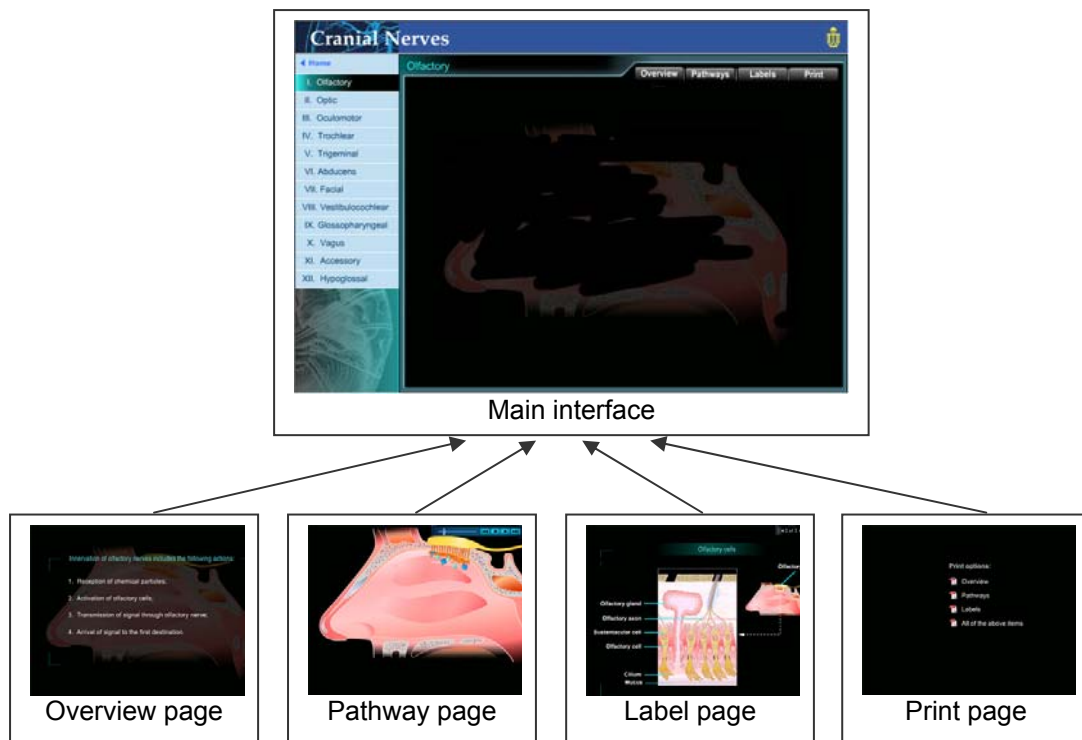 Cranial Nerves
Home
Olfactory
Overview Pathways Labels Print
I. Olfactory
II. Optic
III. Oculomotor
IV. Trochlear
V. Trigeminal
VI. Abducens
VII. Facial
VIII. Vestibulocochlear
IX. Glossopharyngeal
X. Vagus
XI. Accessory
XII. Hypoglossal
Main interface
Innervation of olfactory nerves includes the following actions:
1. Reception of chemical particles;
2. Activation of olfactory cells;
3. Transmission of signal through olfactory nerve;
4. Arrival of signal to the first destination.
Overview page
Pathway page
Olfactory cells
Olfactory gland
Olfactory axon
Sustentacular cell
Olfactory cell
Cilium
Mucus
Label page
Print options:
Overview
Pathways
Labels
All of the above items
Print page